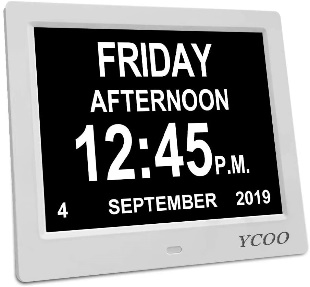 FRIDAY
AFTERNOON
12:45P.M.
4 SEPTEMBER 2019
YCOO